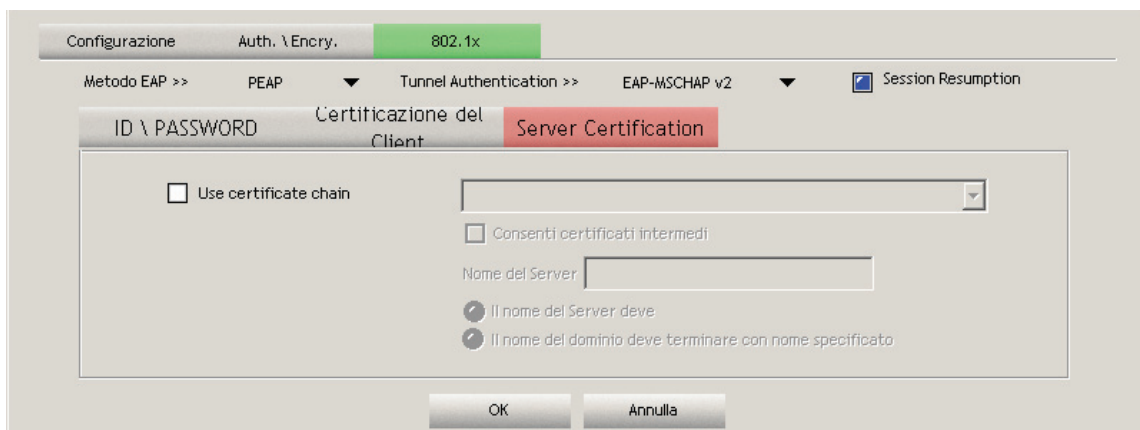 Configurazione Auth. \ Encry. 802.1x
Metodo EAP >> PEAP Tunnel Authentication >> EAP-MSCHAP v2 Session Resumption
ID \ PASSWORD Certificazione del Client Server Certification
Use certificate chain
Consenti certificati intermedi
Nome del Server
Il nome del Server deve
Il nome del dominio deve terminare con nome specificato
OK Annulla